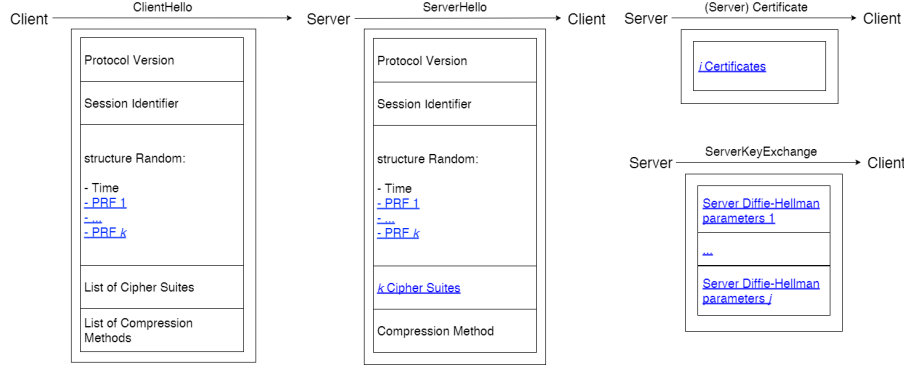 ClientHello
Client
Server
Protocol Version
Session Identifier
structure Random:
- Time
- PRF 1
- ...
- PRF k
List of Cipher Suites
List of Compression
Methods
ServerHello
Client
Protocol Version
Session Identifier
structure Random:
- Time
- PRF 1
- ...
- PRF k
k Cipher Suites
Compression Method
(Server) Certificate
Server
Client
i Certificates
ServerKeyExchange
Server
Client
Server Diffie-Hellman
parameters 1
...
Server Diffie-Hellman
parameters j